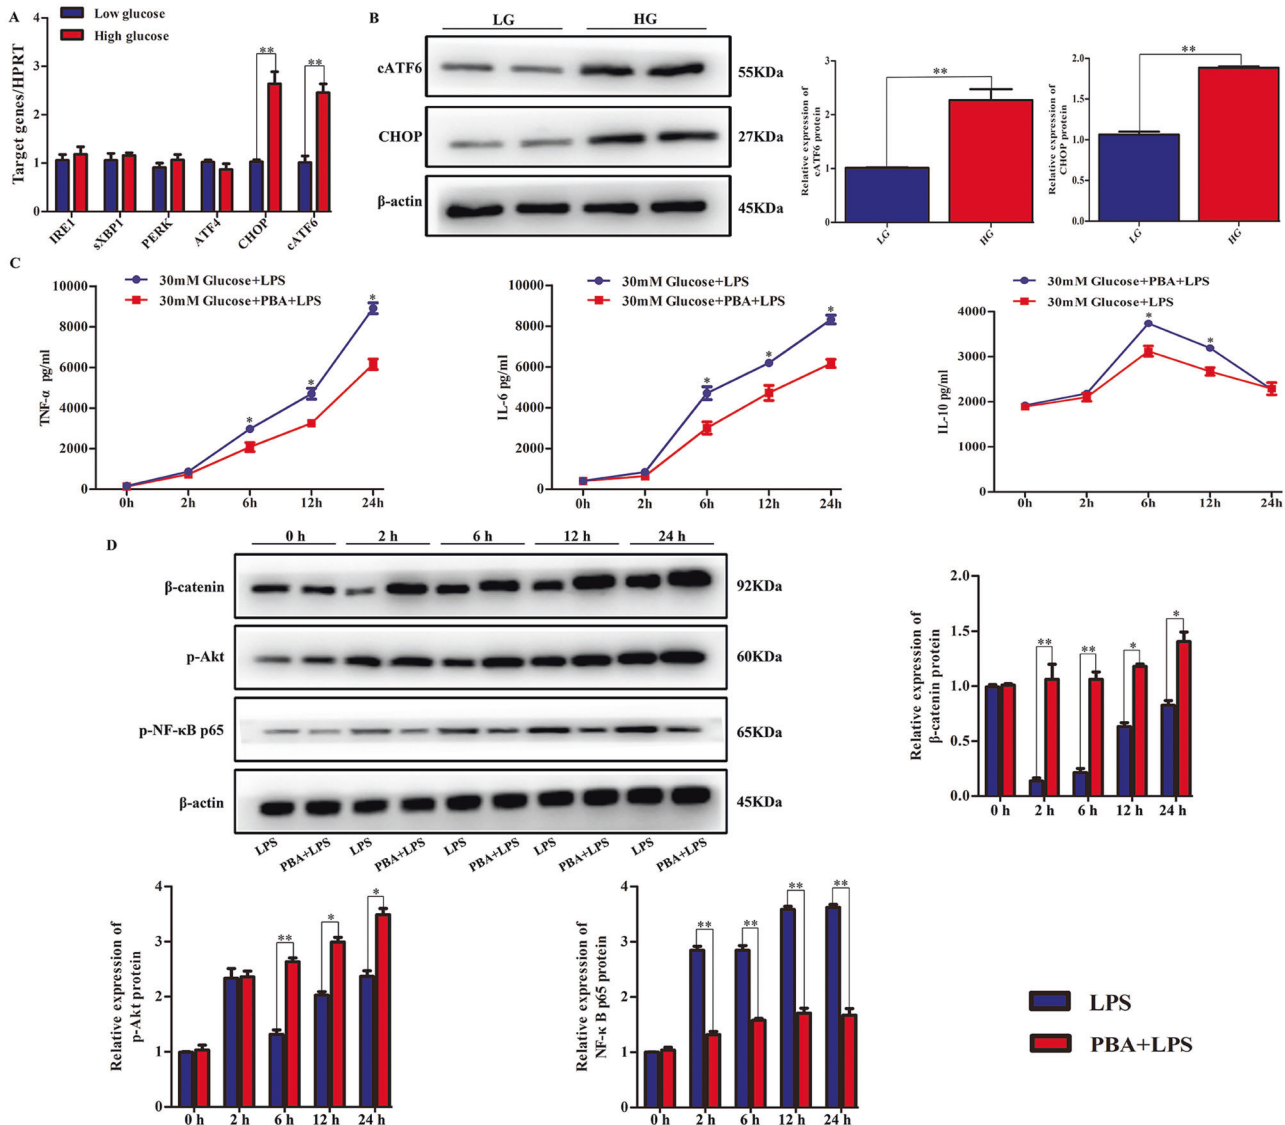 A
Low glucose
High glucose
Target genes/HPRT
4
3
2
1
0
** **
IRE1 sXBP1 PERK ATF4 CHOP cATF6
B
LG HG
cATF6 55KDa
CHOP 27KDa
β-actin 45KDa
Relative expression of
cATF6 protein
3
2
1
0
**
LG HG
Relative expression of
CHOP protein
2.0
1.5
1.0
0.5
0.0
**
LG HG
C
30mM Glucose+LPS
30mM Glucose+PBA+LPS
TNF-α pg/ml
10000
8000
6000
4000
2000
0
* * *
0h 2h 6h 12h 24h
30mM Glucose+LPS
30mM Glucose+PBA+LPS
IL-6 pg/ml
10000
8000
6000
4000
2000
0
* * *
0h 2h 6h 12h 24h
30mM Glucose+PBA+LPS
30mM Glucose+LPS
IL-10 pg/ml
4000
3000
2000
1000
0
* *
0h 2h 6h 12h 24h
D
0 h 2 h 6 h 12 h 24 h
β-catenin 92KDa
p-Akt 60KDa
p-NF-κB p65 65KDa
β-actin 45KDa
LPS PBA+LPS LPS PBA+LPS LPS PBA+LPS LPS PBA+LPS LPS PBA+LPS
Relative expression of
β-catenin protein
2.0
1.5
1.0
0.5
0.0
** ** * *
0 h 2 h 6 h 12 h 24 h
Relative expression of
p-Akt protein
4
3
2
1
0
** * *
0 h 2 h 6 h 12 h 24 h
Relative expression of
NF-κ B p65 protein
4
3
2
1
0
** ** ** **
0 h 2 h 6 h 12 h 24 h
LPS
PBA+LPS